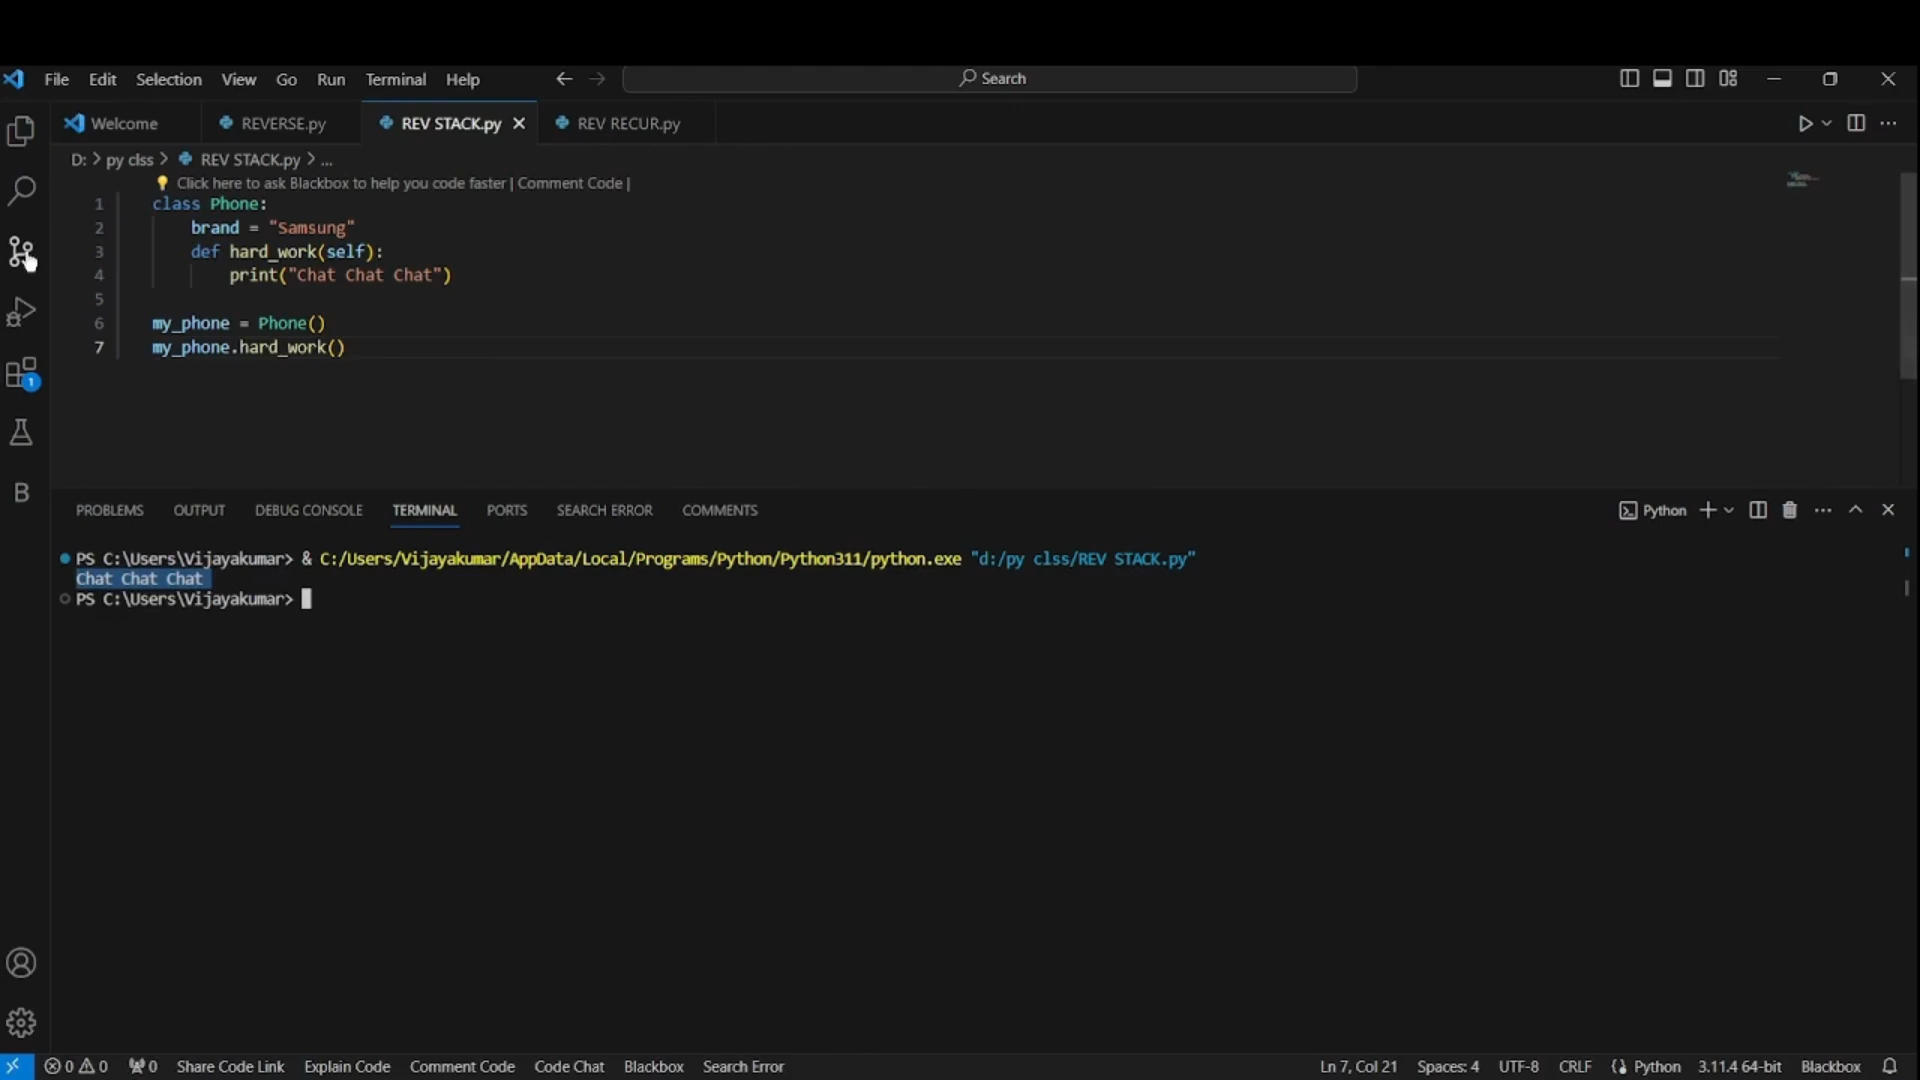 File Edit Selection View Go Run Terminal Help Search
Welcome REVERSE.py REV STACK.py REV RECUR.py
D: > py clss > REV STACK.py > ...
Click here to ask Blackbox to help you code faster | Comment Code |
1 class Phone:
2 brand = "Samsung"
3 def hard_work(self):
4 print("Chat Chat Chat")
5
6 my_phone = Phone()
7 my_phone.hard_work()
1
B
PROBLEMS OUTPUT DEBUG CONSOLE TERMINAL PORTS SEARCH ERROR COMMENTS Python
PS C:\Users\Vijayakumar> & C:/Users/Vijayakumar/AppData/Local/Programs/Python/Python311/python.exe "d:/py clss/REV STACK.py"
Chat Chat Chat
PS C:\Users\Vijayakumar>
0 0 0 Share Code Link Explain Code Comment Code Code Chat Blackbox Search Error Ln 7, Col 21 Spaces: 4 UTF-8 CRLF Python 3.11.4 64-bit Blackbox